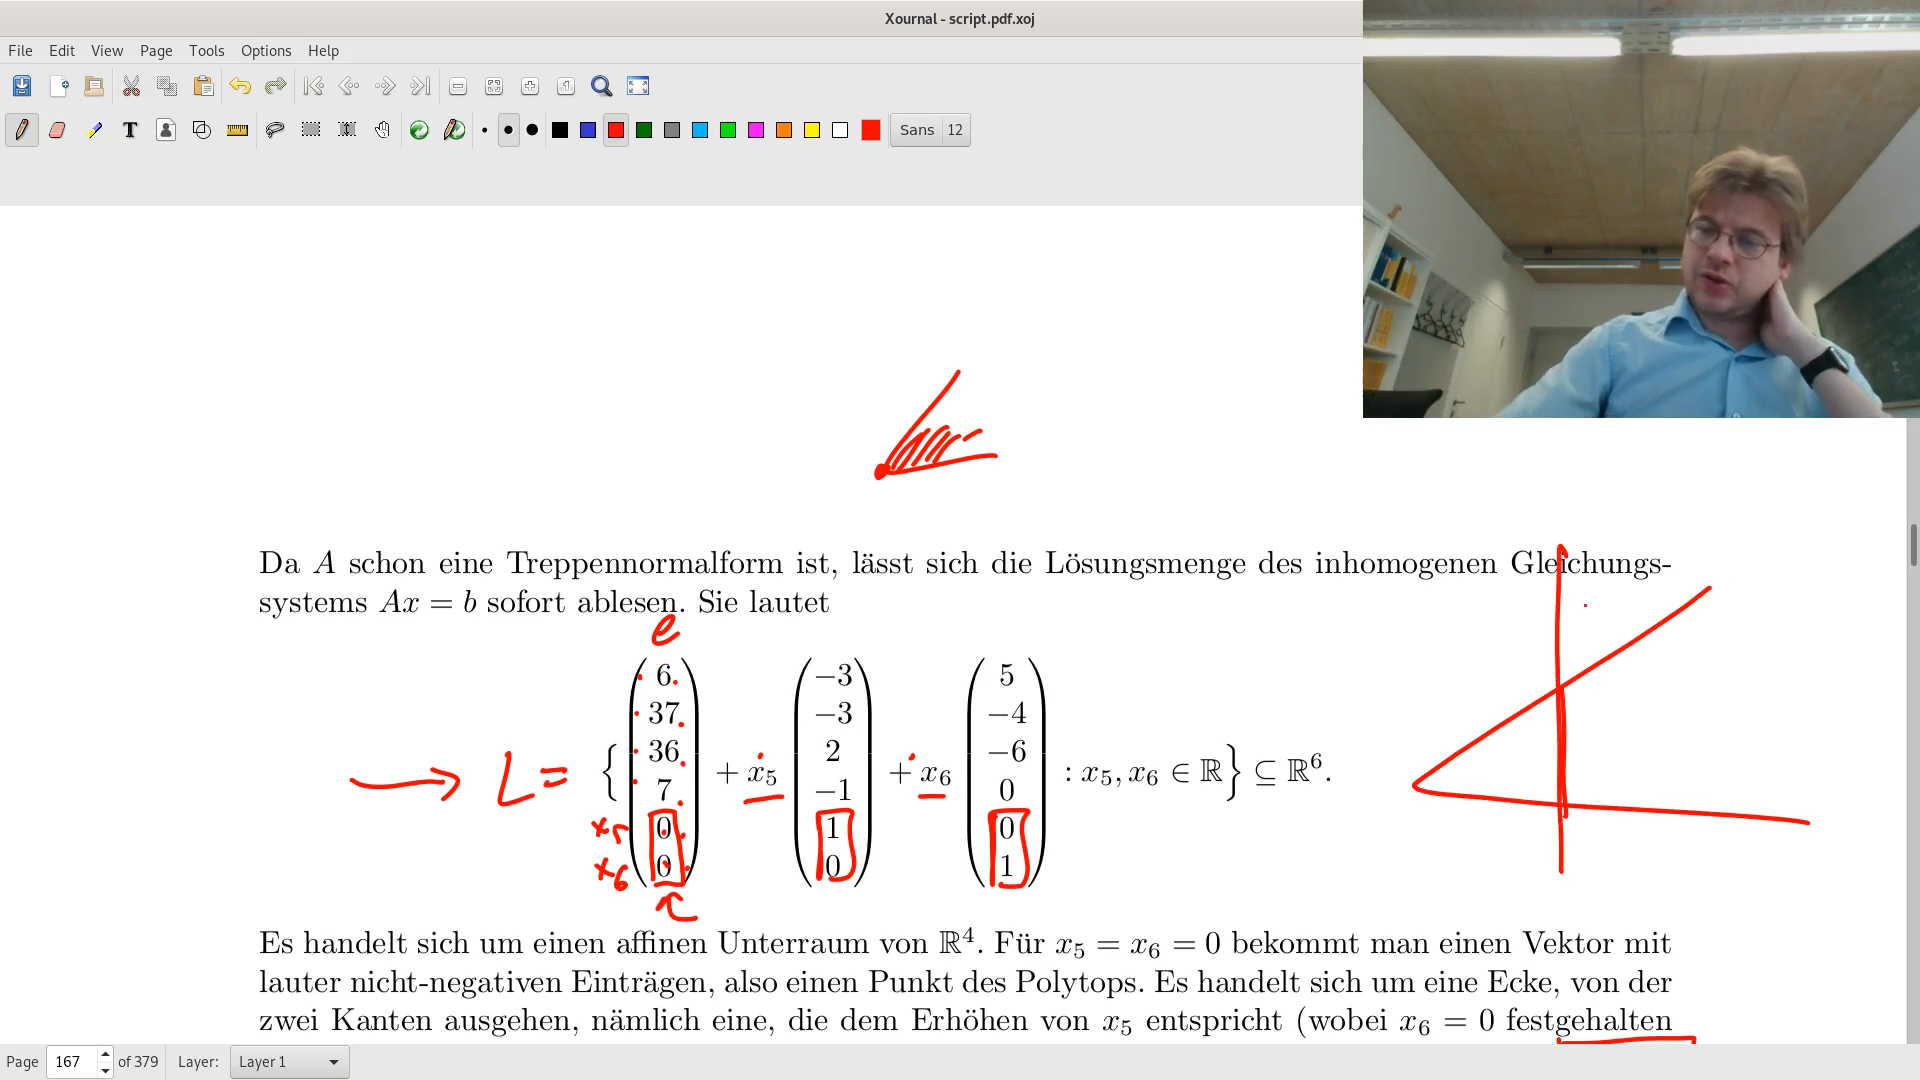 Xournal - script.pdf.xoj
File Edit View Page Tools Options Help
Sans 12
Da A schon eine Treppennormalform ist, lässt sich die Lösungsmenge des inhomogenen Gleichungs-
systems Ax = b sofort ablesen. Sie lautet
e
L = { (6 37 36 7 0 0) + x₅ (−3 −3 2 −1 1 0) + x₆ (5 −4 −6 0 0 1) : x₅, x₆ ∈ ℝ } ⊆ ℝ⁶.
x₅
x₆
Es handelt sich um einen affinen Unterraum von ℝ⁴. Für x₅ = x₆ = 0 bekommt man einen Vektor mit
lauter nicht-negativen Einträgen, also einen Punkt des Polytops. Es handelt sich um eine Ecke, von der
zwei Kanten ausgehen, nämlich eine, die dem Erhöhen von x₅ entspricht (wobei x₆ = 0 festgehalten
Page 167 of 379 Layer: Layer 1